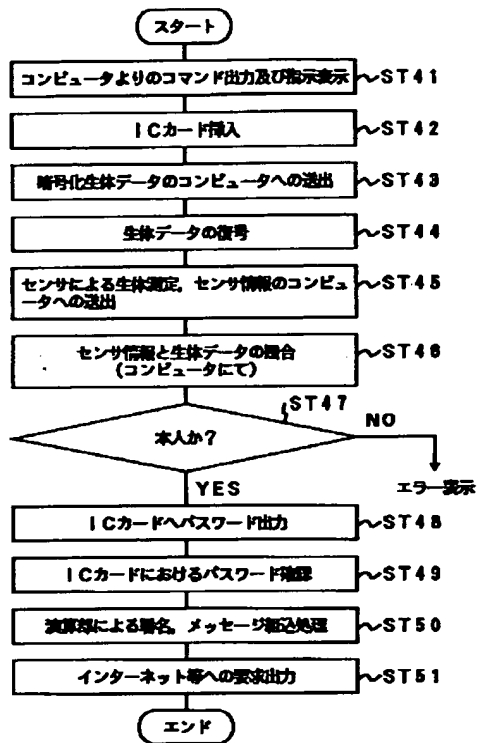 スタート
コンピュータよりのコマンド出力及び指示表示
ST41
ICカード挿入
ST42
暗号化生体データのコンピュータへの送出
ST43
生体データの復号
ST44
センサによる生体測定，センサ情報のコンピュ
ータへの送出
ST45
センサ情報と生体データの照合
(コンピュータにて)
ST46
ST47
本人か？
NO
エラー表示
YES
ICカードへパスワード出力
ST48
ICカードにおけるパスワード確認
ST49
演算部による署名，メッセージ処理
ST50
インターネット等への要求出力
ST51
エンド